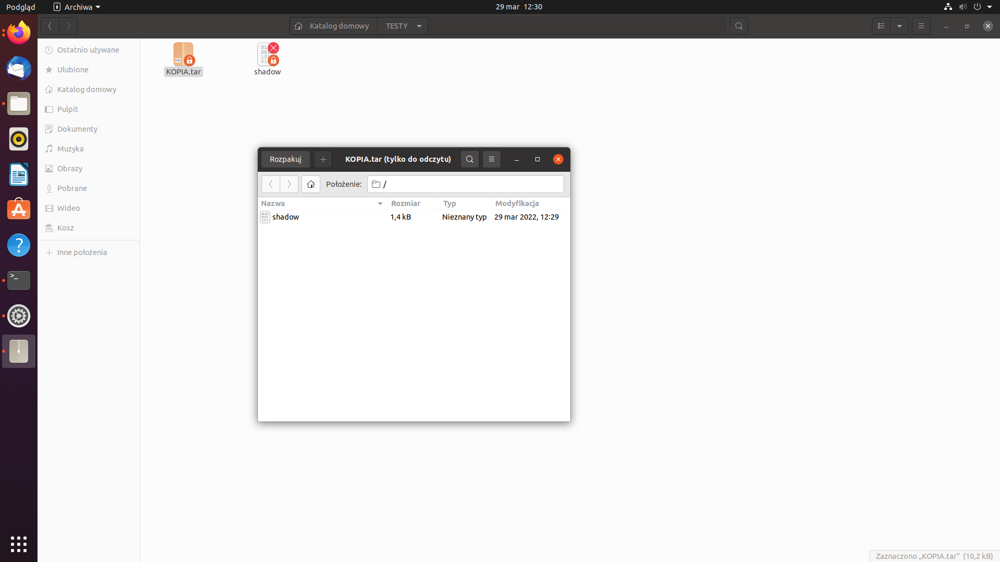 Podgląd
Archiwa
29 mar 12:30
Katalog domowy
TESTY
Ostatnio używane
Ulubione
Katalog domowy
Pulpit
Dokumenty
Muzyka
Obrazy
Pobrane
Wideo
Kosz
Inne położenia
KOPIA.tar
shadow
Rozpakuj
KOPIA.tar (tylko do odczytu)
Położenie:
/
Nazwa Rozmiar Typ Modyfikacja
shadow 1,4 kB Nieznany typ 29 mar 2022, 12:29
Zaznaczono „KOPIA.tar” (10,2 kB)